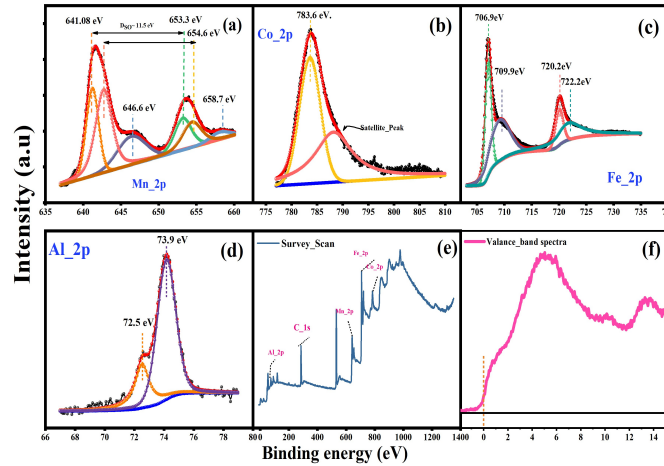 Intensity (a.u)
641.08 eV
D_SO~ 11.5 eV
653.3 eV
(a)
654.6 eV
646.6 eV
658.7 eV
Mn_2p
635 640 645 650 655 660
783.6 eV.
(b)
Co_2p
Satellite_Peak
775 780 785 790 795 800 805 810
706.9eV
(c)
709.9eV
720.2eV
722.2eV
Fe_2p
705 710 715 720 725 730 735
73.9 eV
(d)
Al_2p
72.5 eV
66 68 70 72 74 76 78
Survey_Scan
(e)
Fe_2p
Co_2p
C_1s
Al_2p
200 400 600 800 1000 1200 1400
Valance_band spectra
(f)
0 2 4 6 8 10 12 14
Binding energy (eV)